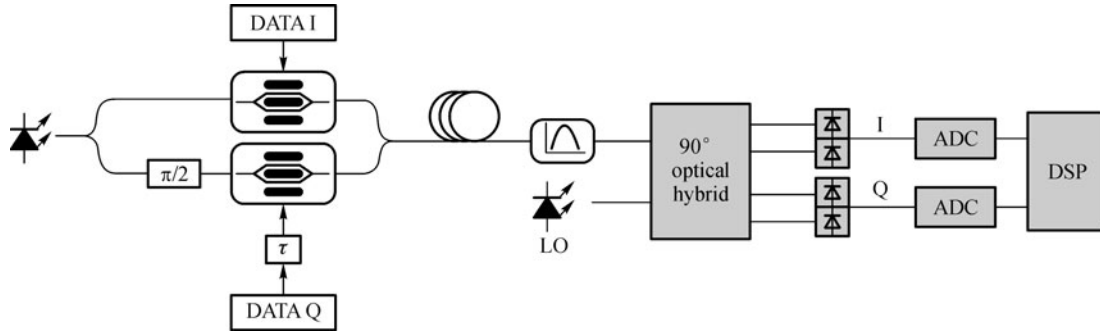 DATA I
π/2
τ
DATA Q
LO
90°
optical
hybrid
I
Q
ADC
ADC
DSP